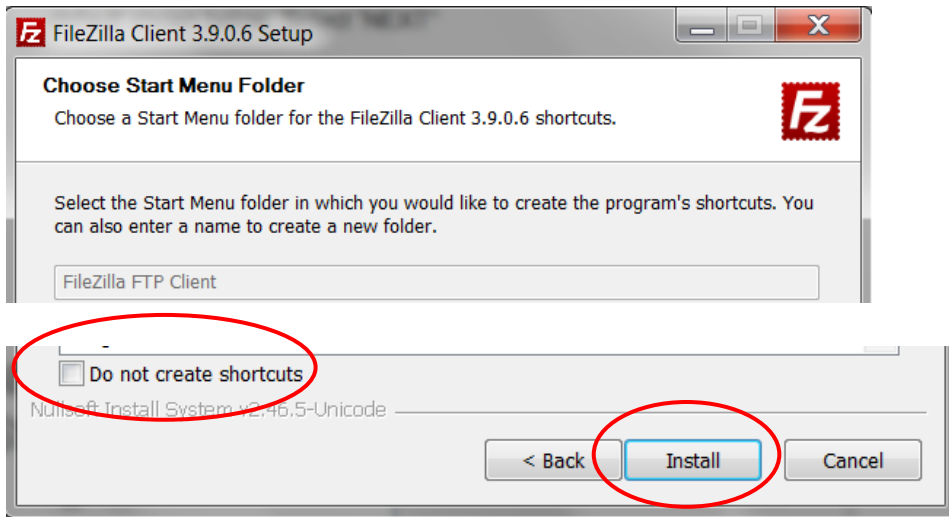 FileZilla Client 3.9.0.6 Setup
Choose Start Menu Folder
Choose a Start Menu folder for the FileZilla Client 3.9.0.6 shortcuts.
Fz
Select the Start Menu folder in which you would like to create the program's shortcuts. You
can also enter a name to create a new folder.
FileZilla FTP Client
Do not create shortcuts
Nullsoft Install System v2.46.5-Unicode
< Back Install Cancel